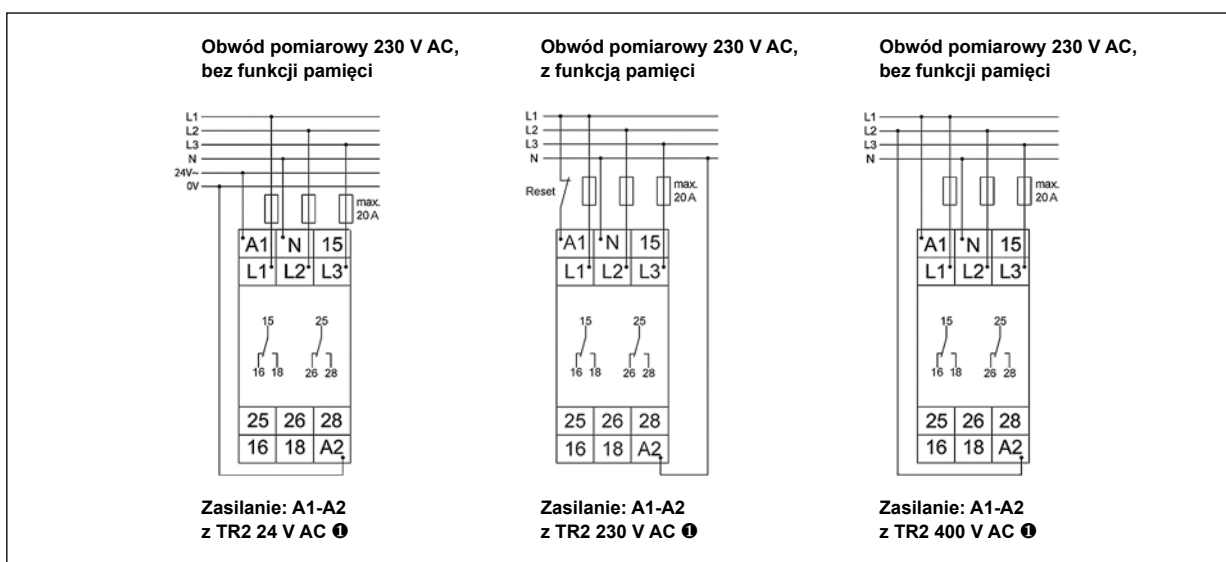 Obwód pomiarowy 230 V AC,
bez funkcji pamięci
L1
L2
L3
N
24V~
0V
max.
20 A
A1 N 15
L1 L2 L3
15 25
16 18 26 28
25 26 28
16 18 A2
Zasilanie: A1-A2
z TR2 24 V AC ❶
Obwód pomiarowy 230 V AC,
z funkcją pamięci
L1
L2
L3
N
Reset
max.
20 A
A1 N 15
L1 L2 L3
15 25
16 18 26 28
25 26 28
16 18 A2
Zasilanie: A1-A2
z TR2 230 V AC ❶
Obwód pomiarowy 230 V AC,
bez funkcji pamięci
L1
L2
L3
N
max.
20 A
A1 N 15
L1 L2 L3
15 25
16 18 26 28
25 26 28
16 18 A2
Zasilanie: A1-A2
z TR2 400 V AC ❶